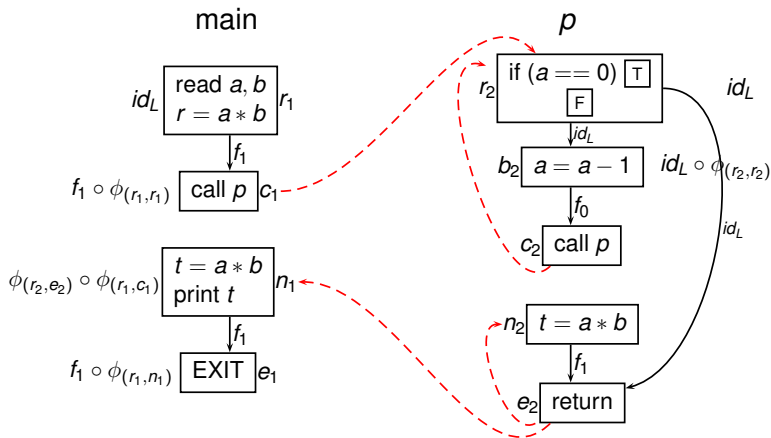 main
p
id_L
read a, b
r = a ∗ b
r_1
f_1
f_1 ∘ ϕ_(r_1,r_1)
call p
c_1
ϕ_(r_2,e_2) ∘ ϕ_(r_1,c_1)
t = a ∗ b
print t
n_1
f_1
f_1 ∘ ϕ_(r_1,n_1)
EXIT
e_1
r_2
if (a == 0) T
F
id_L
id_L
b_2
a = a − 1
id_L ∘ ϕ_(r_2,r_2)
f_0
c_2
call p
id_L
n_2
t = a ∗ b
f_1
e_2
return